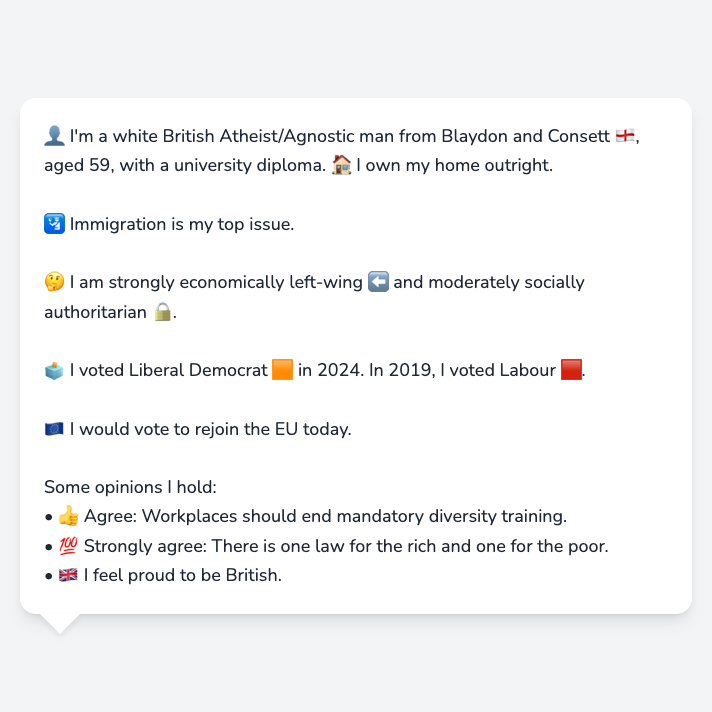 👤 I'm a white British Atheist/Agnostic man from Blaydon and Consett 🏴󠁧󠁢󠁥󠁮󠁧󠁿,
aged 59, with a university diploma. 🏠 I own my home outright.
🛂 Immigration is my top issue.
🤔 I am strongly economically left-wing ⬅️ and moderately socially
authoritarian 🔒.
🗳️ I voted Liberal Democrat 🟧 in 2024. In 2019, I voted Labour 🟥.
🇪🇺 I would vote to rejoin the EU today.
Some opinions I hold:
• 👍 Agree: Workplaces should end mandatory diversity training.
• 💯 Strongly agree: There is one law for the rich and one for the poor.
• 🇬🇧 I feel proud to be British.